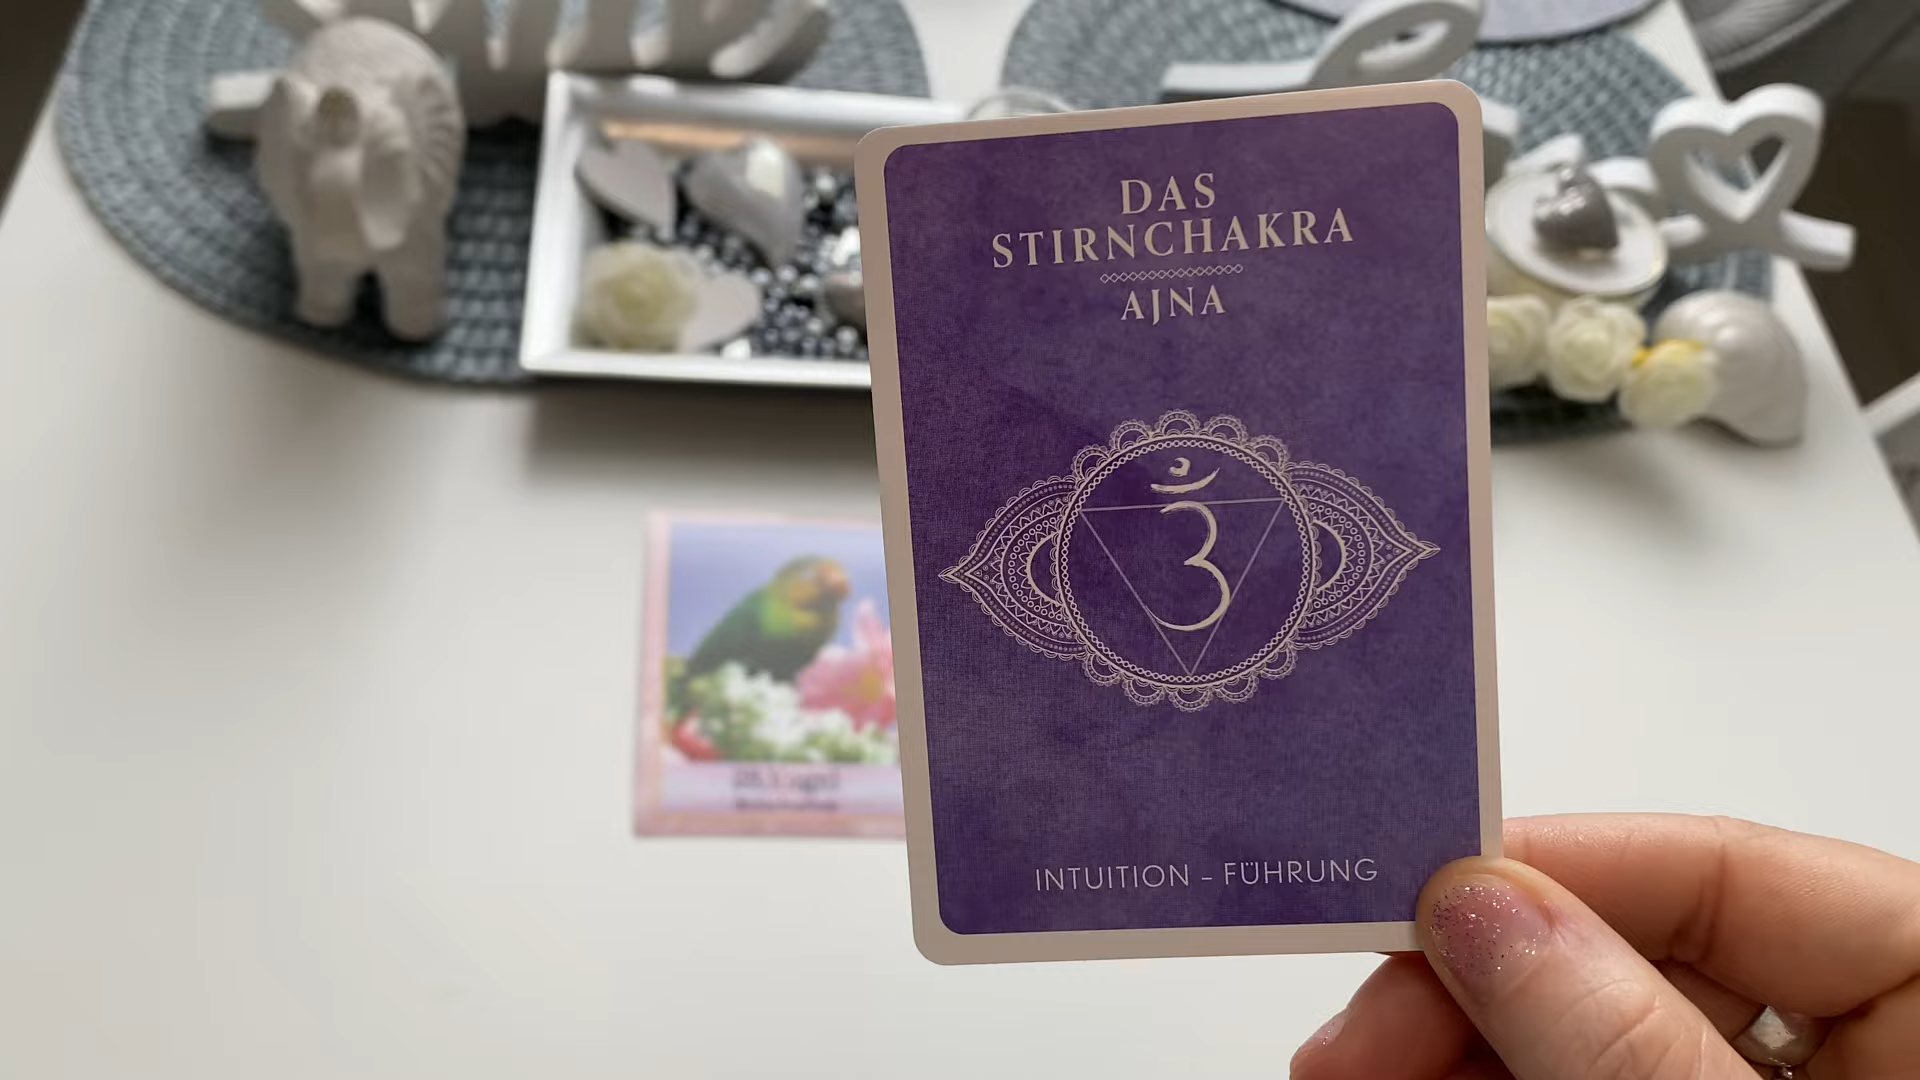 DAS
STIRNCHAKRA
AJNA
INTUITION – FÜHRUNG